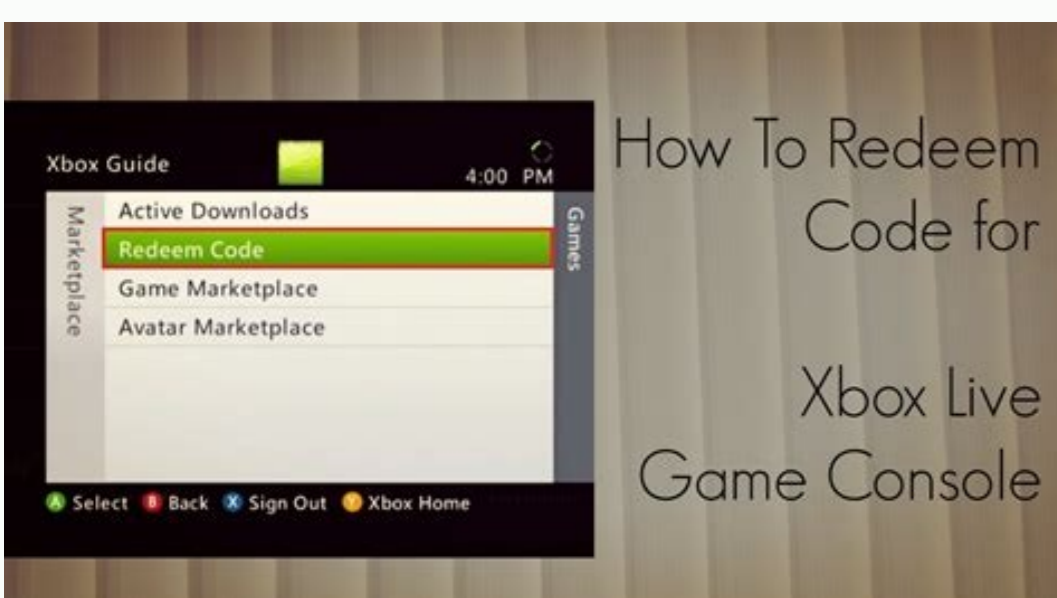 How To Redeem
Code for
Xbox Live
Game Console
Xbox Guide
4:00 PM
Marketplace
Active Downloads
Redeem Code
Game Marketplace
Avatar Marketplace
Games
A Select B Back X Sign Out Y Xbox Home